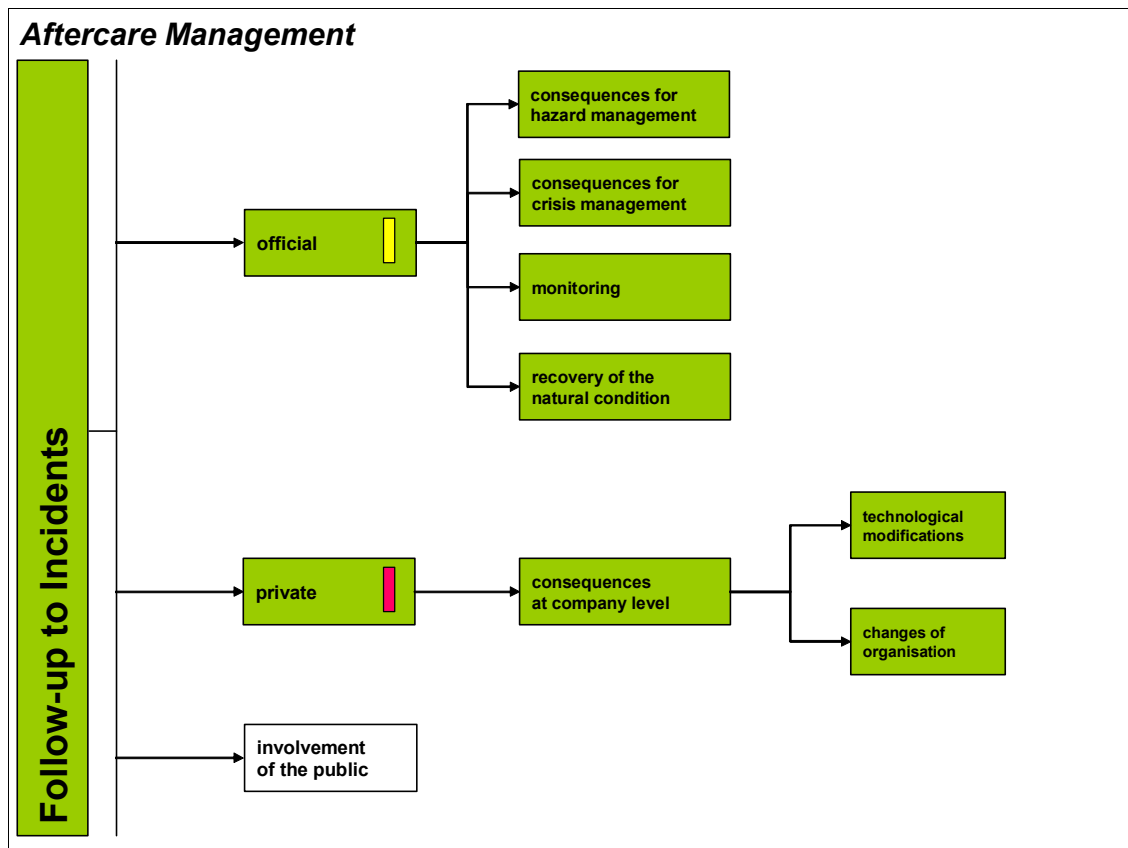 Aftercare Management
Follow-up to Incidents
official
consequences for
hazard management
consequences for
crisis management
monitoring
recovery of the
natural condition
private
consequences
at company level
technological
modifications
changes of
organisation
involvement
of the public